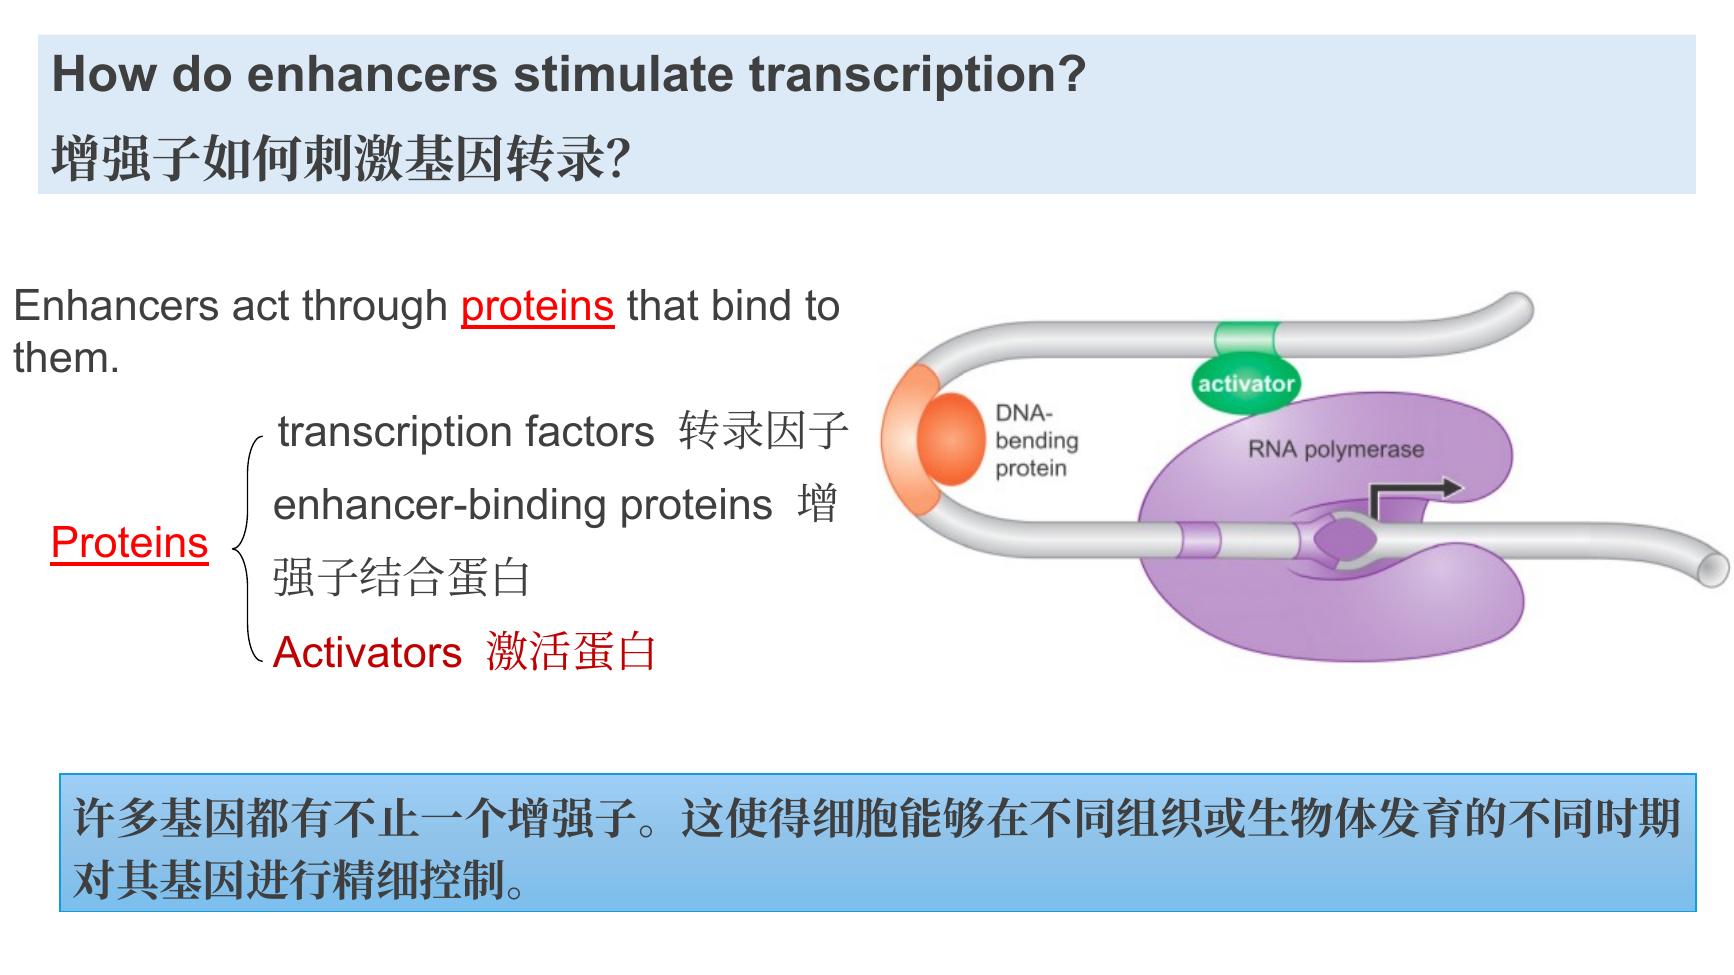 How do enhancers stimulate transcription?
增强子如何刺激基因转录？
Enhancers act through proteins that bind to
them.
Proteins
transcription factors 转录因子
enhancer-binding proteins 增
强子结合蛋白
Activators 激活蛋白
activator
DNA-
bending
protein
RNA polymerase
许多基因都有不止一个增强子。这使得细胞能够在不同组织或生物体发育的不同时期
对其基因进行精细控制。